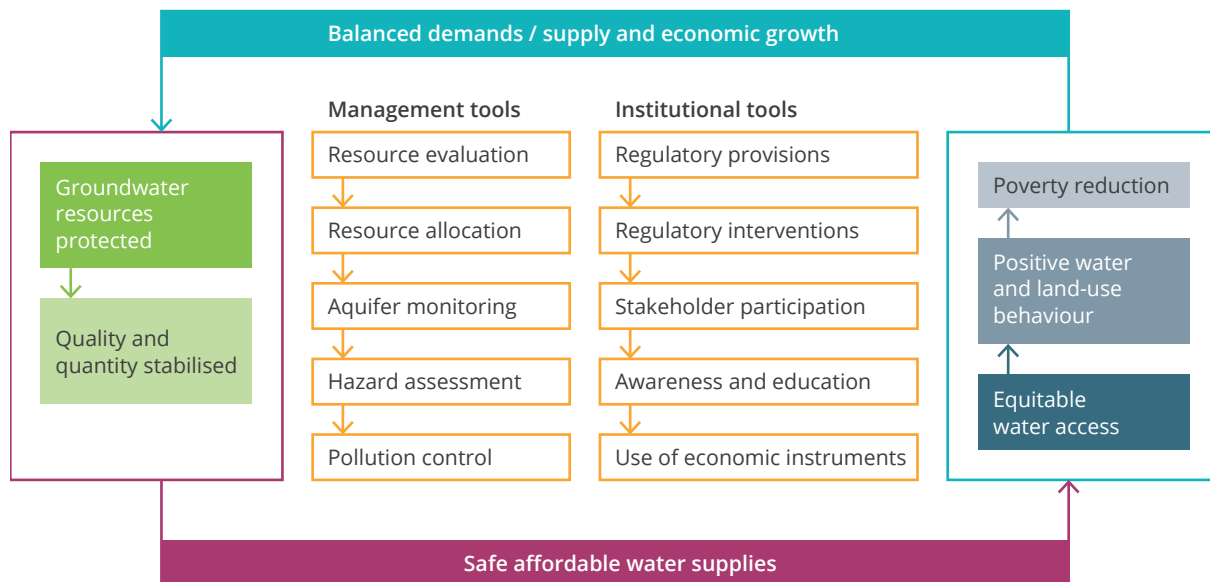 Balanced demands / supply and economic growth
Groundwater
resources
protected
Quality and
quantity stabilised
Management tools
Resource evaluation
Resource allocation
Aquifer monitoring
Hazard assessment
Pollution control
Institutional tools
Regulatory provisions
Regulatory interventions
Stakeholder participation
Awareness and education
Use of economic instruments
Poverty reduction
Positive water
and land-use
behaviour
Equitable
water access
Safe affordable water supplies